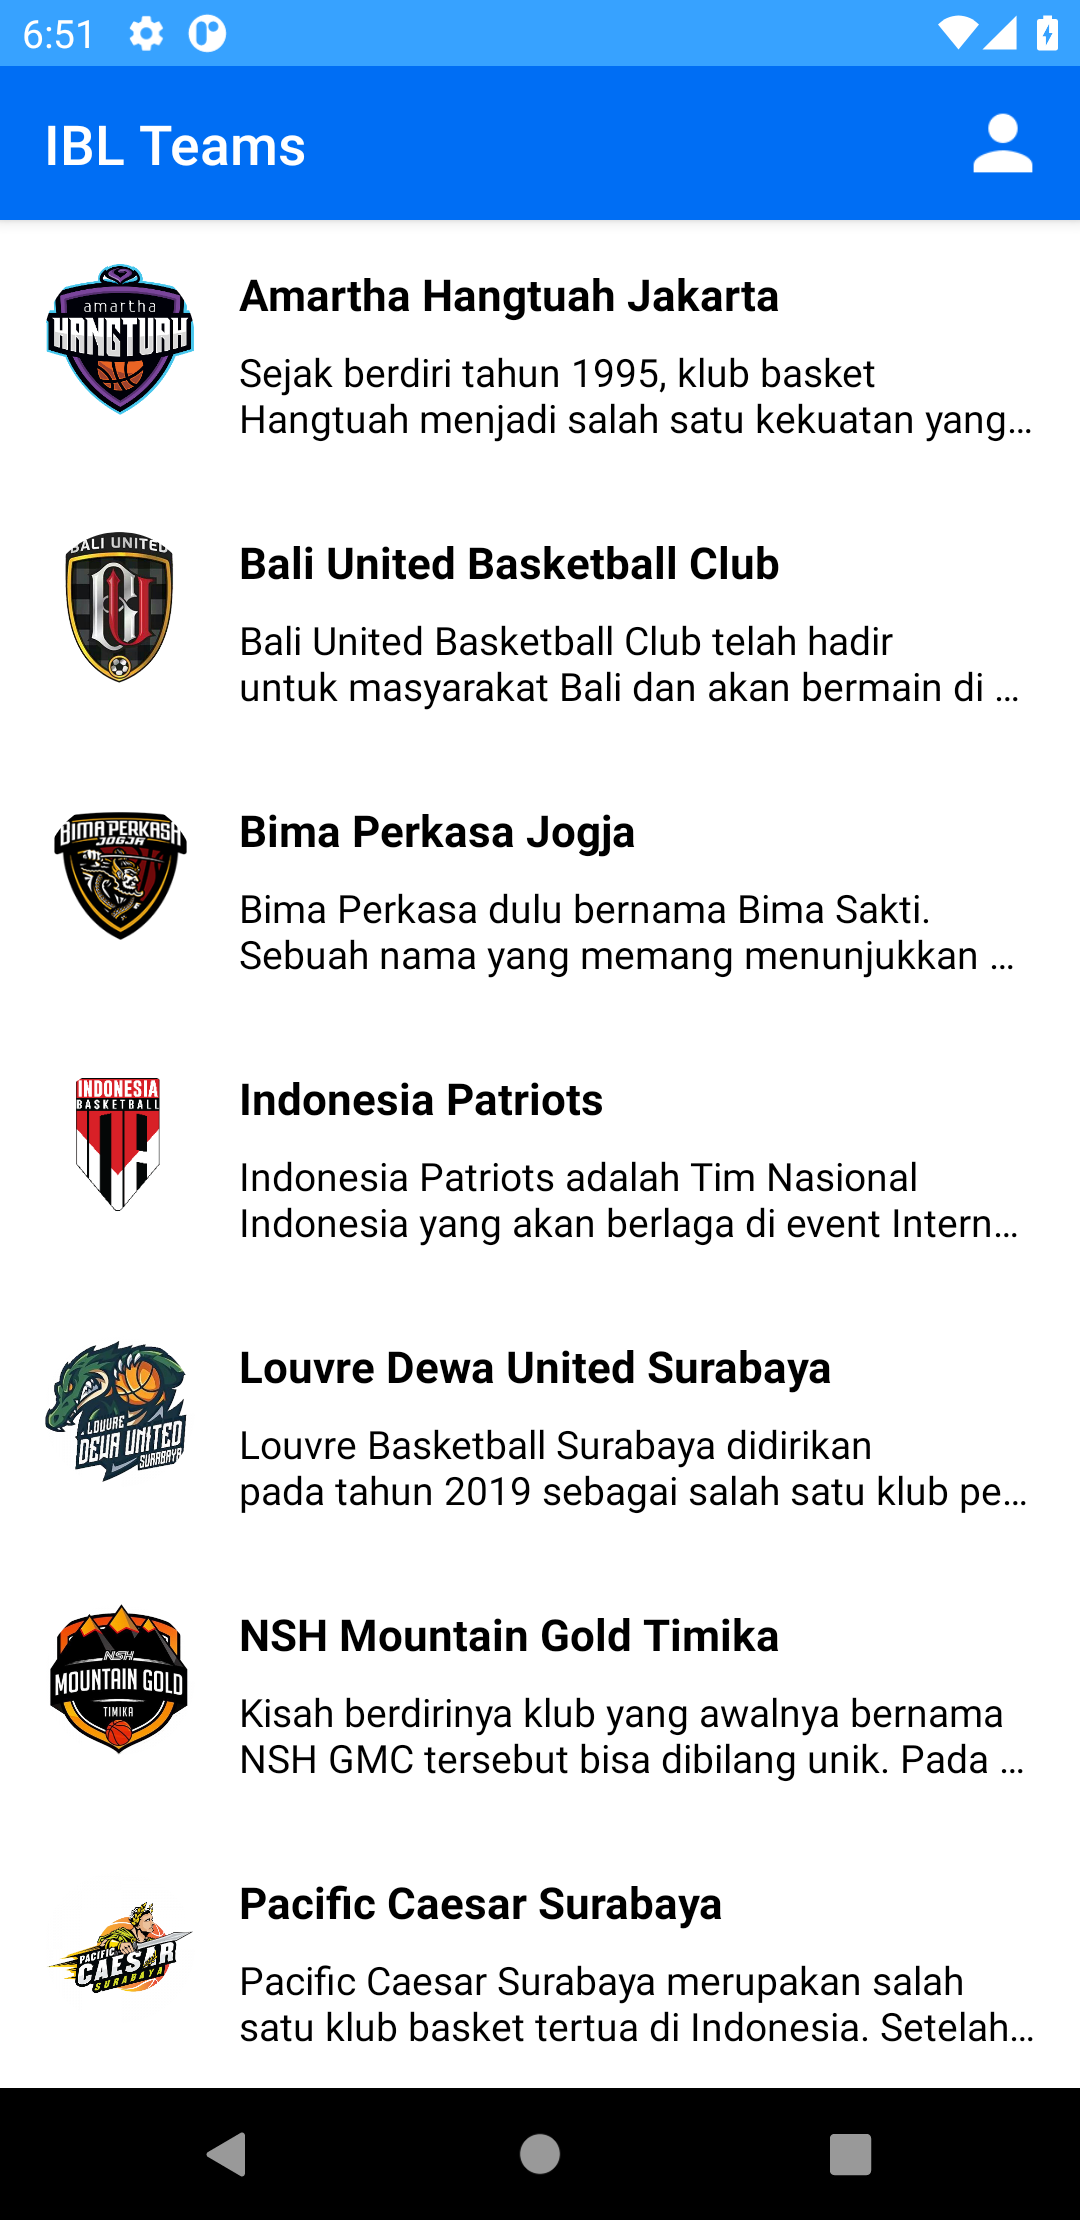 6:51
IBL Teams
amartha
HANGTUAH
Amartha Hangtuah Jakarta
Sejak berdiri tahun 1995, klub basket
Hangtuah menjadi salah satu kekuatan yang...
BALI UNITED
Bali United Basketball Club
Bali United Basketball Club telah hadir
untuk masyarakat Bali dan akan bermain di ...
BIMA PERKASA
JOGJA
Bima Perkasa Jogja
Bima Perkasa dulu bernama Bima Sakti.
Sebuah nama yang memang menunjukkan ...
INDONESIA
BASKETBALL
Indonesia Patriots
Indonesia Patriots adalah Tim Nasional
Indonesia yang akan berlaga di event Intern...
LOUVRE
DEWA UNITED
SURABAYA
Louvre Dewa United Surabaya
Louvre Basketball Surabaya didirikan
pada tahun 2019 sebagai salah satu klub pe...
NSH
MOUNTAIN GOLD
TIMIKA
NSH Mountain Gold Timika
Kisah berdirinya klub yang awalnya bernama
NSH GMC tersebut bisa dibilang unik. Pada ...
PACIFIC
CAESAR
SURABAYA
Pacific Caesar Surabaya
Pacific Caesar Surabaya merupakan salah
satu klub basket tertua di Indonesia. Setelah...